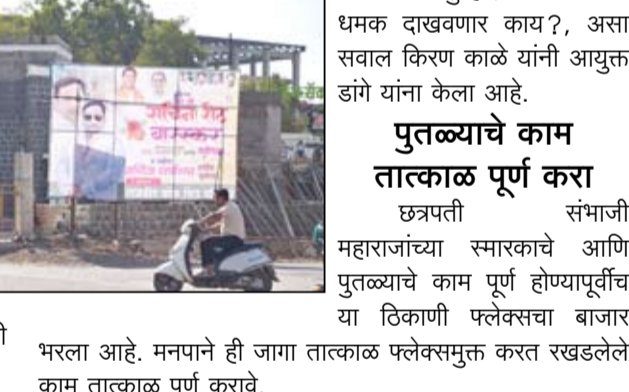 धमक दाखवणार काय?, असा
सवाल किरण काळे यांनी आयुक्त
डांगे यांना केला आहे.
पुतळ्याचे काम
तात्काळ पूर्ण करा
छत्रपती संभाजी
महाराजांच्या स्मारकाचे आणि
पुतळ्याचे काम पूर्ण होण्यापूर्वीच
या ठिकाणी फ्लेक्सचा बाजार
भरला आहे. मनपाने ही जागा तात्काळ फ्लेक्समुक्त करत रखडलेले
काम तात्काळ पूर्ण करावे.